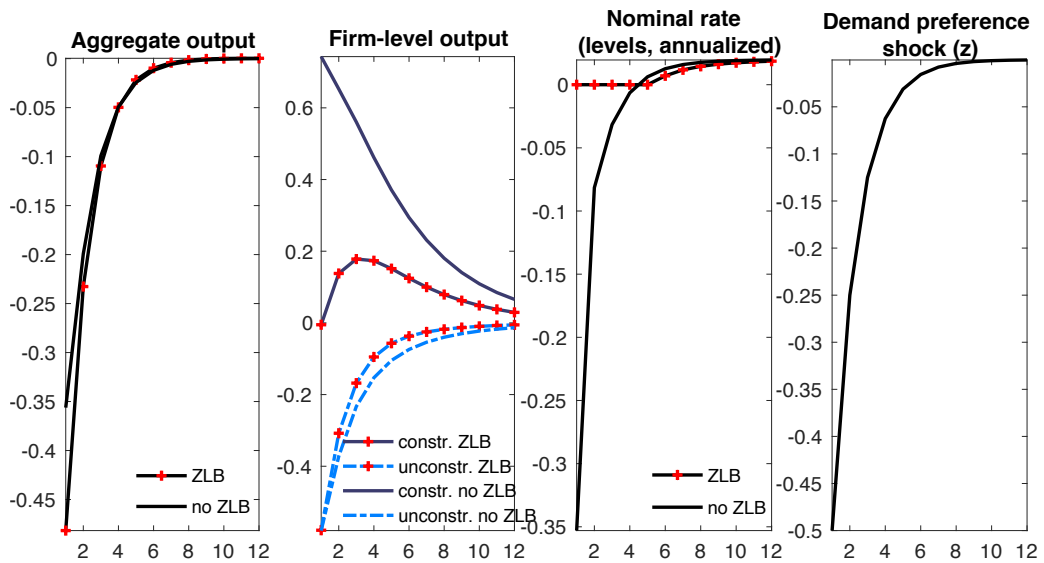 Aggregate output
0
-0.05
-0.1
-0.15
-0.2
-0.25
-0.3
-0.35
-0.4
-0.45
ZLB
no ZLB
2 4 6 8 10 12
Firm-level output
0.6
0.4
0.2
0
-0.2
-0.4
constr. ZLB
unconstr. ZLB
constr. no ZLB
unconstr. no ZLB
2 4 6 8 10 12
Nominal rate
(levels, annualized)
0
-0.05
-0.1
-0.15
-0.2
-0.25
-0.3
-0.35
ZLB
no ZLB
2 4 6 8 10 12
Demand preference
shock (z)
-0.05
-0.1
-0.15
-0.2
-0.25
-0.3
-0.35
-0.4
-0.45
-0.5
2 4 6 8 10 12